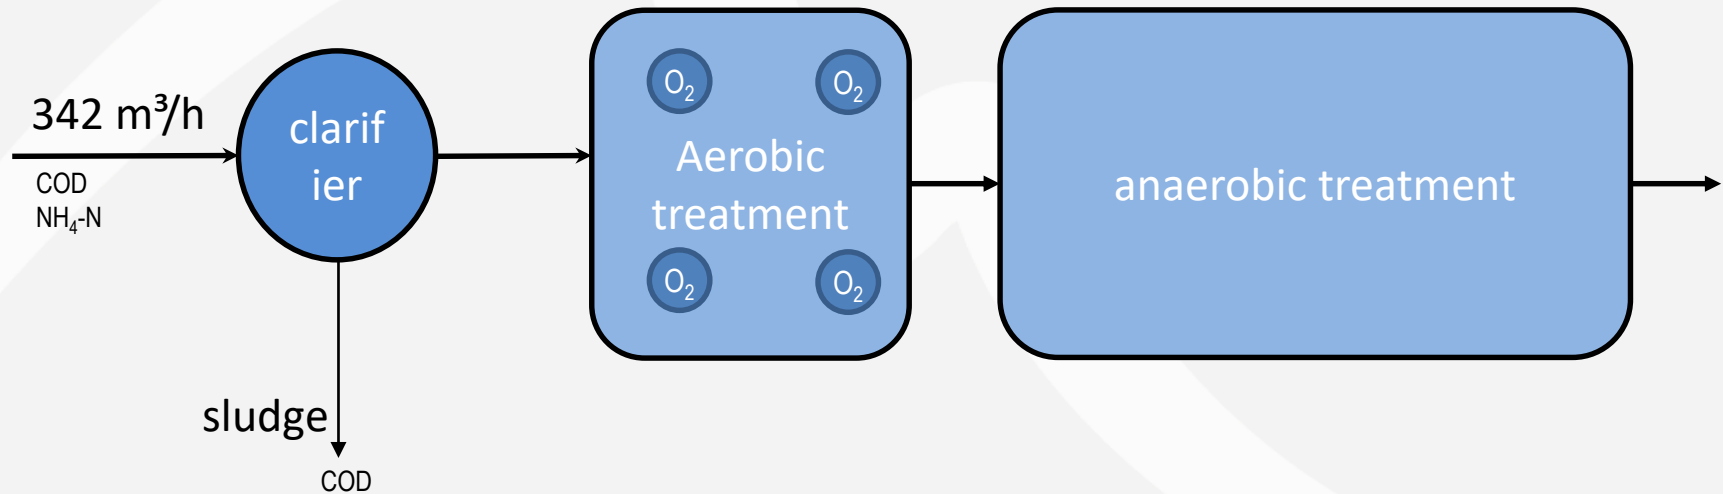 342 m³/h
COD
NH₄-N
clarif
ier
sludge
COD
O₂
O₂
Aerobic
treatment
O₂
O₂
anaerobic treatment